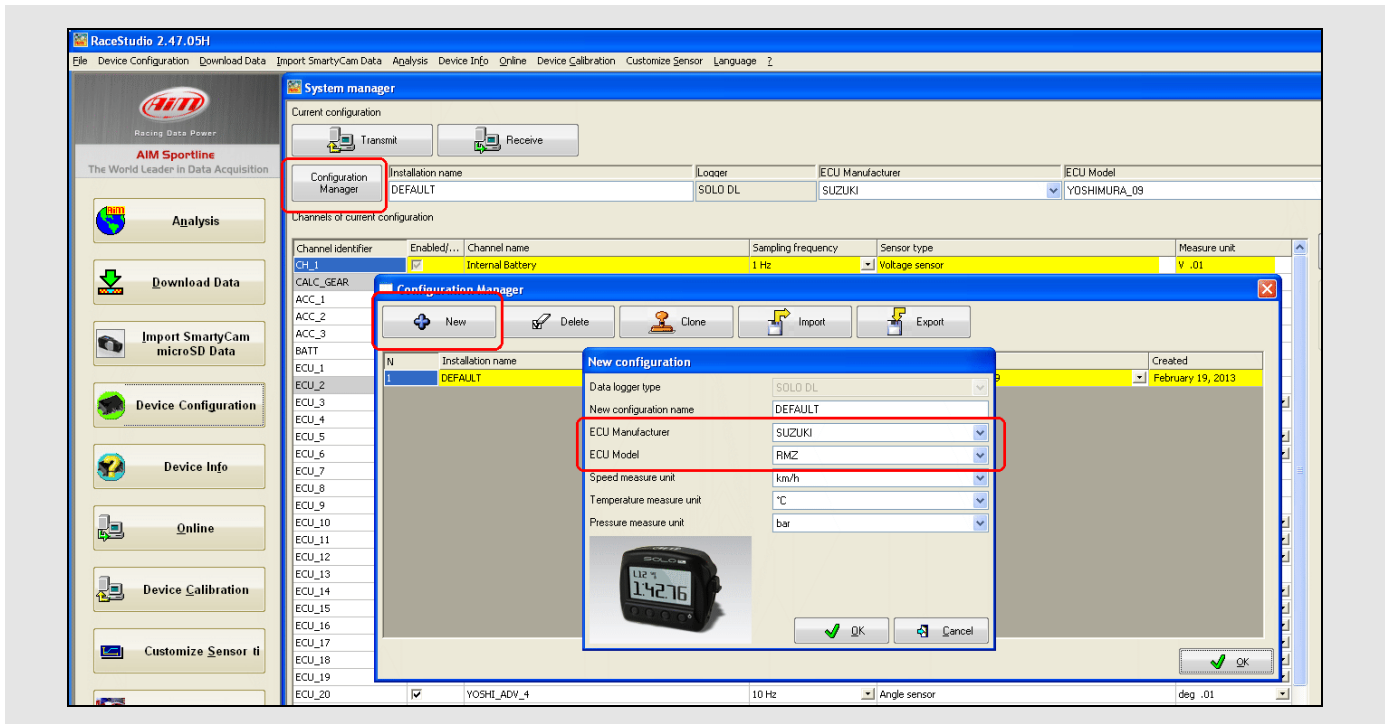 RaceStudio 2.47.05H
File Device Configuration Download Data Import SmartyCam Data Analysis Device Info Online Device Calibration Customize Sensor Language ?
AiM
Racing Data Power
AIM Sportline
The World Leader in Data Acquisition
Analysis
Download Data
Import SmartyCam
microSD Data
Device Configuration
Device Info
Online
Device Calibration
Customize Sensor ti
System manager
Current configuration
Transmit Receive
Configuration
Manager
Installation name Logger ECU Manufacturer ECU Model
DEFAULT SOLO DL SUZUKI YOSHIMURA_09
Channels of current configuration
Channel identifier Enabled/... Channel name Sampling frequency Sensor type Measure unit
CH_1 Internal Battery 1 Hz Voltage sensor V .01
CALC_GEAR
ACC_1
ACC_2
ACC_3
BATT
ECU_1
ECU_2
ECU_3
ECU_4
ECU_5
ECU_6
ECU_7
ECU_8
ECU_9
ECU_10
ECU_11
ECU_12
ECU_13
ECU_14
ECU_15
ECU_16
ECU_17
ECU_18
ECU_19
ECU_20 YOSHI_ADV_4 10 Hz Angle sensor deg .01
Configuration Manager
New Delete Clone Import Export
N Installation name Created
1 DEFAULT 9 February 19, 2013
New configuration
Data logger type SOLO DL
New configuration name DEFAULT
ECU Manufacturer SUZUKI
ECU Model RMZ
Speed measure unit km/h
Temperature measure unit °C
Pressure measure unit bar
SOLO
1:42.76
OK Cancel
OK